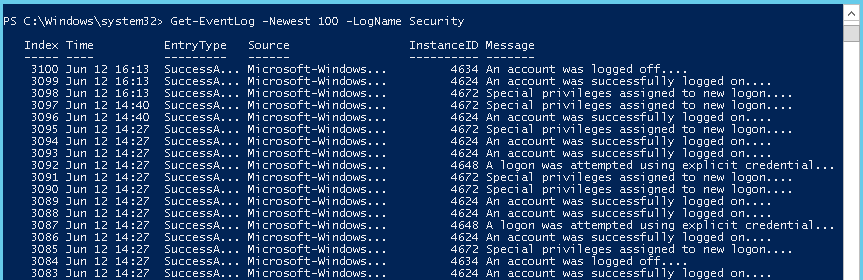 PS C:\Windows\system32> Get-EventLog -Newest 100 -LogName Security
Index Time EntryType Source InstanceID Message
----- ---- --------- ------ ---------- -------
3100 Jun 12 16:13 SuccessA... Microsoft-Windows... 4634 An account was logged off....
3099 Jun 12 16:13 SuccessA... Microsoft-Windows... 4624 An account was successfully logged on....
3098 Jun 12 16:13 SuccessA... Microsoft-Windows... 4672 Special privileges assigned to new logon....
3097 Jun 12 14:40 SuccessA... Microsoft-Windows... 4672 Special privileges assigned to new logon....
3096 Jun 12 14:40 SuccessA... Microsoft-Windows... 4624 An account was successfully logged on....
3095 Jun 12 14:27 SuccessA... Microsoft-Windows... 4672 Special privileges assigned to new logon....
3094 Jun 12 14:27 SuccessA... Microsoft-Windows... 4624 An account was successfully logged on....
3093 Jun 12 14:27 SuccessA... Microsoft-Windows... 4624 An account was successfully logged on....
3092 Jun 12 14:27 SuccessA... Microsoft-Windows... 4648 A logon was attempted using explicit credential...
3091 Jun 12 14:27 SuccessA... Microsoft-Windows... 4672 Special privileges assigned to new logon....
3090 Jun 12 14:27 SuccessA... Microsoft-Windows... 4672 Special privileges assigned to new logon....
3089 Jun 12 14:27 SuccessA... Microsoft-Windows... 4624 An account was successfully logged on....
3088 Jun 12 14:27 SuccessA... Microsoft-Windows... 4624 An account was successfully logged on....
3087 Jun 12 14:27 SuccessA... Microsoft-Windows... 4648 A logon was attempted using explicit credential...
3086 Jun 12 14:27 SuccessA... Microsoft-Windows... 4624 An account was successfully logged on....
3085 Jun 12 14:27 SuccessA... Microsoft-Windows... 4672 Special privileges assigned to new logon....
3084 Jun 12 14:27 SuccessA... Microsoft-Windows... 4634 An account was logged off....
3083 Jun 12 14:27 SuccessA... Microsoft-Windows... 4624 An account was successfully logged on....